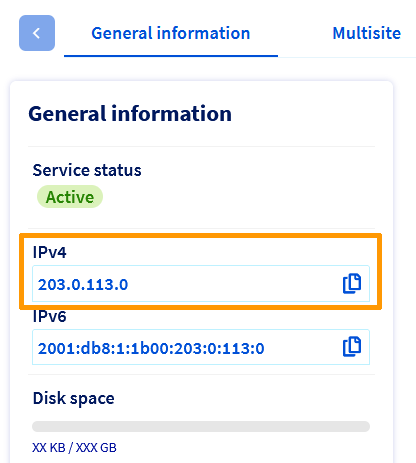 General information
Multisite
General information
Service status
Active
IPv4
203.0.113.0
IPv6
2001:db8:1:1b00:203:0:113:0
Disk space
XX KB / XXX GB